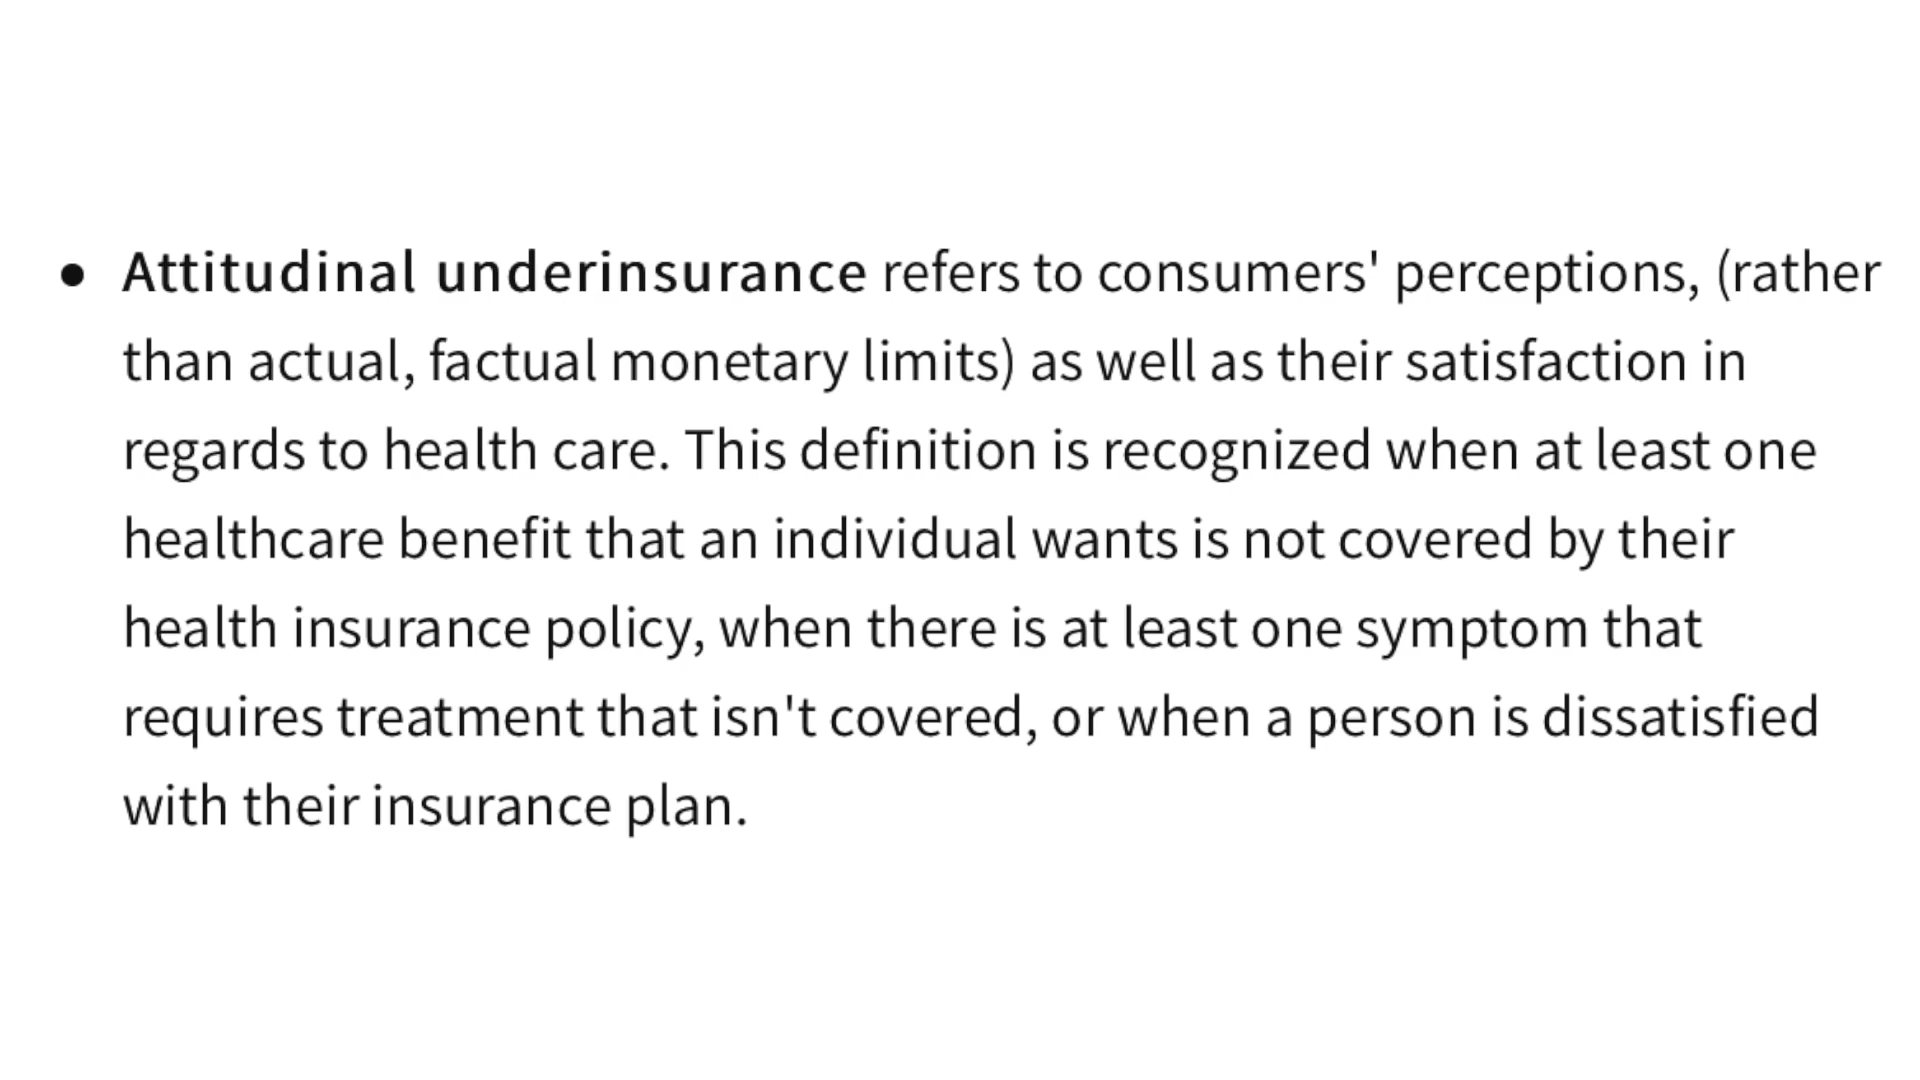 • Attitudinal underinsurance refers to consumers' perceptions, (rather
than actual, factual monetary limits) as well as their satisfaction in
regards to health care. This definition is recognized when at least one
healthcare benefit that an individual wants is not covered by their
health insurance policy, when there is at least one symptom that
requires treatment that isn't covered, or when a person is dissatisfied
with their insurance plan.